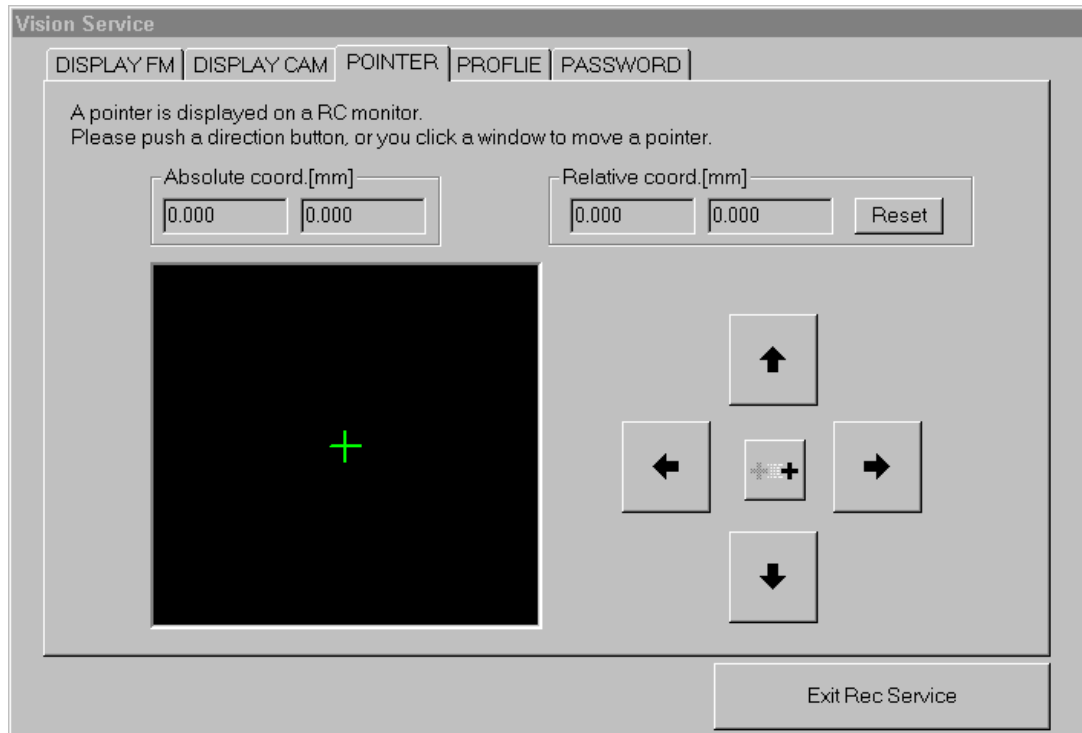 Vision Service
DISPLAY FM DISPLAY CAM POINTER PROFLIE PASSWORD
A pointer is displayed on a RC monitor.
Please push a direction button, or you click a window to move a pointer.
Absolute coord.[mm] Relative coord.[mm]
0.000 0.000 0.000 0.000 Reset
Exit Rec Service